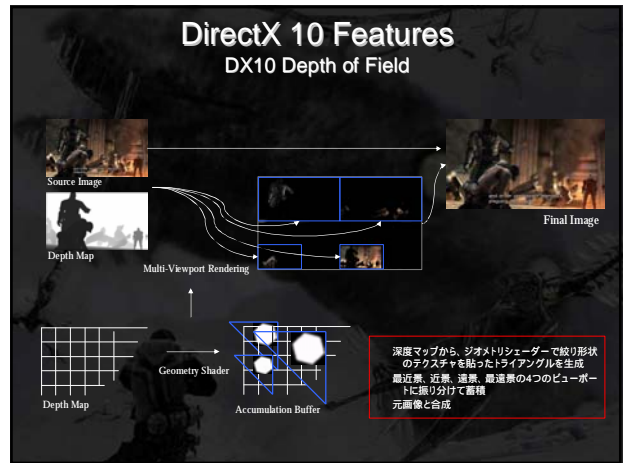 DirectX 10 Features
DX10 Depth of Field
Source Image
Depth Map
Multi-Viewport Rendering
Final Image
Geometry Shader
Depth Map
Accumulation Buffer
深度マップから、ジオメトリシェーダーで絞り形状
のテクスチャを貼ったトライアングルを生成
最近景、近景、遠景、最遠景の4つのビューポー
トに振り分けて蓄積
元画像と合成